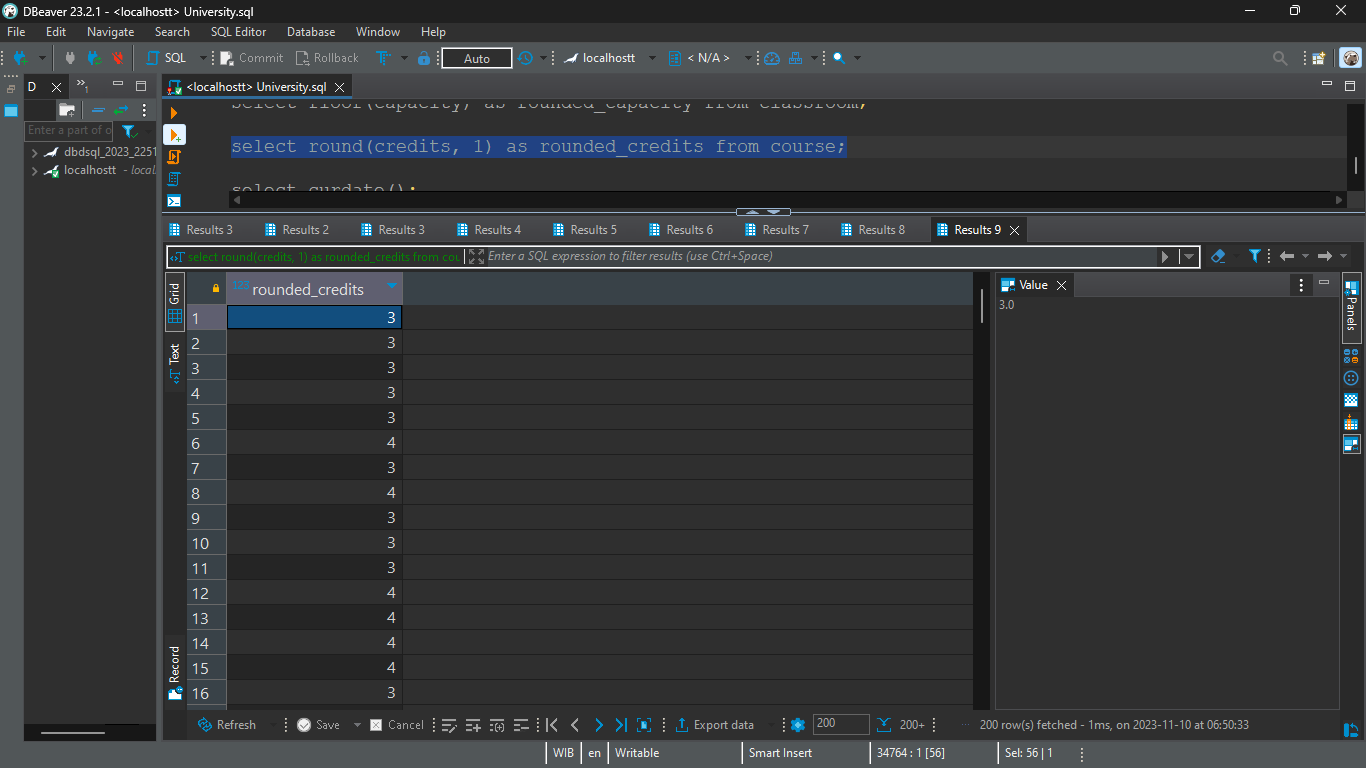 DBeaver 23.2.1 - <localhostt> University.sql
File Edit Navigate Search SQL Editor Database Window Help
SQL Commit Rollback Auto localhostt < N/A >
D »1 <localhostt> University.sql
select floor(capacity) as rounded_capacity from classroom;
Enter a part of o
select round(credits, 1) as rounded_credits from course;
dbdsql_2023_2251
localhostt - local
select curdate();
Results 3 Results 2 Results 3 Results 4 Results 5 Results 6 Results 7 Results 8 Results 9
select round(credits, 1) as rounded_credits from cou Enter a SQL expression to filter results (use Ctrl+Space)
Grid
Text
Record
123 rounded_credits
1 3
2 3
3 3
4 3
5 3
6 4
7 3
8 4
9 3
10 3
11 3
12 4
13 4
14 4
15 4
16 3
Value
3.0
Panels
Refresh Save Cancel Export data 200 200+ ... 200 row(s) fetched - 1ms, on 2023-11-10 at 06:50:33
WIB en Writable Smart Insert 34764 : 1 [56] Sel: 56 | 1